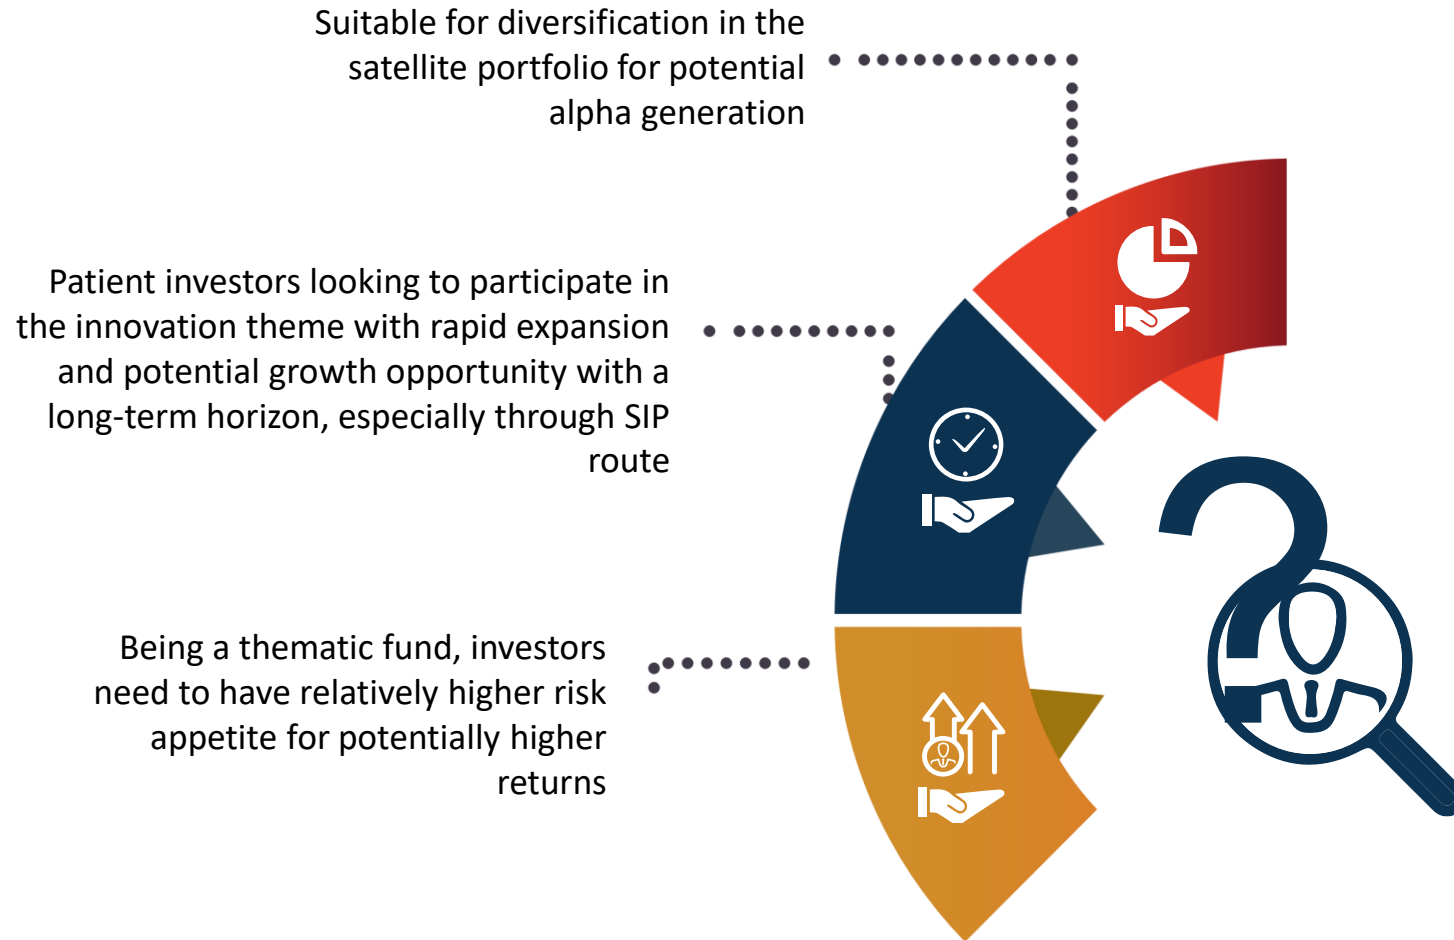 Suitable for diversification in the
satellite portfolio for potential
alpha generation
Patient investors looking to participate in
the innovation theme with rapid expansion
and potential growth opportunity with a
long-term horizon, especially through SIP
route
Being a thematic fund, investors
need to have relatively higher risk
appetite for potentially higher
returns
?